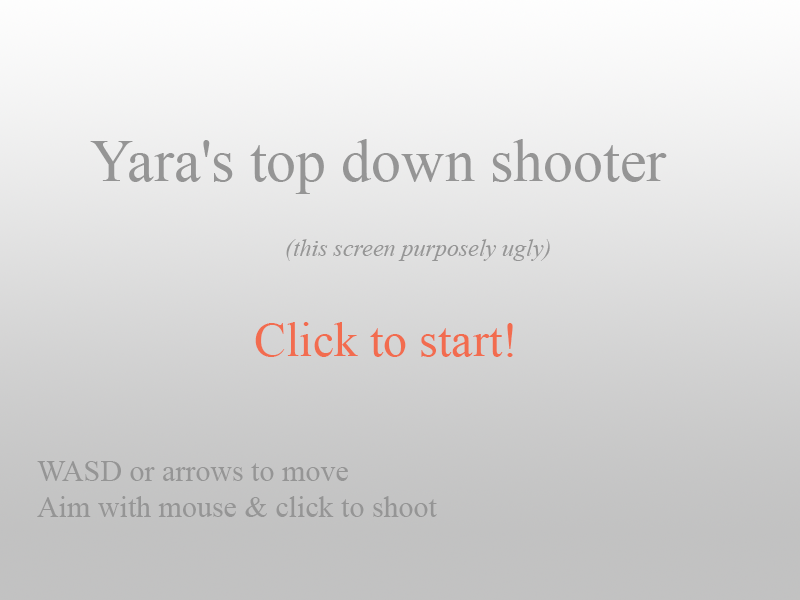 Yara's top down shooter
(this screen purposely ugly)
Click to start!
WASD or arrows to move
Aim with mouse & click to shoot